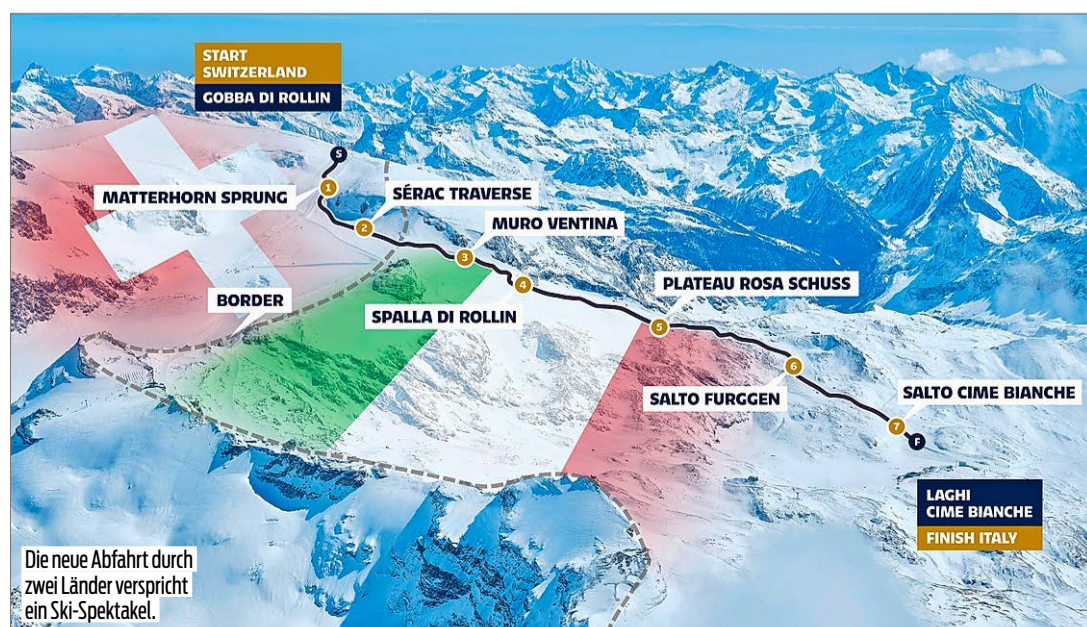 START
SWITZERLAND
GOBBA DI ROLLIN
S
MATTERHORN SPRUNG
1
SÉRAC TRAVERSE
2
MURO VENTINA
3
BORDER
SPALLA DI ROLLIN
4
PLATEAU ROSA SCHUSS
5
SALTO FURGGEN
6
SALTO CIME BIANCHE
7
F
LAGHI
CIME BIANCHE
FINISH ITALY
Die neue Abfahrt durch
zwei Länder verspricht
ein Ski-Spektakel.